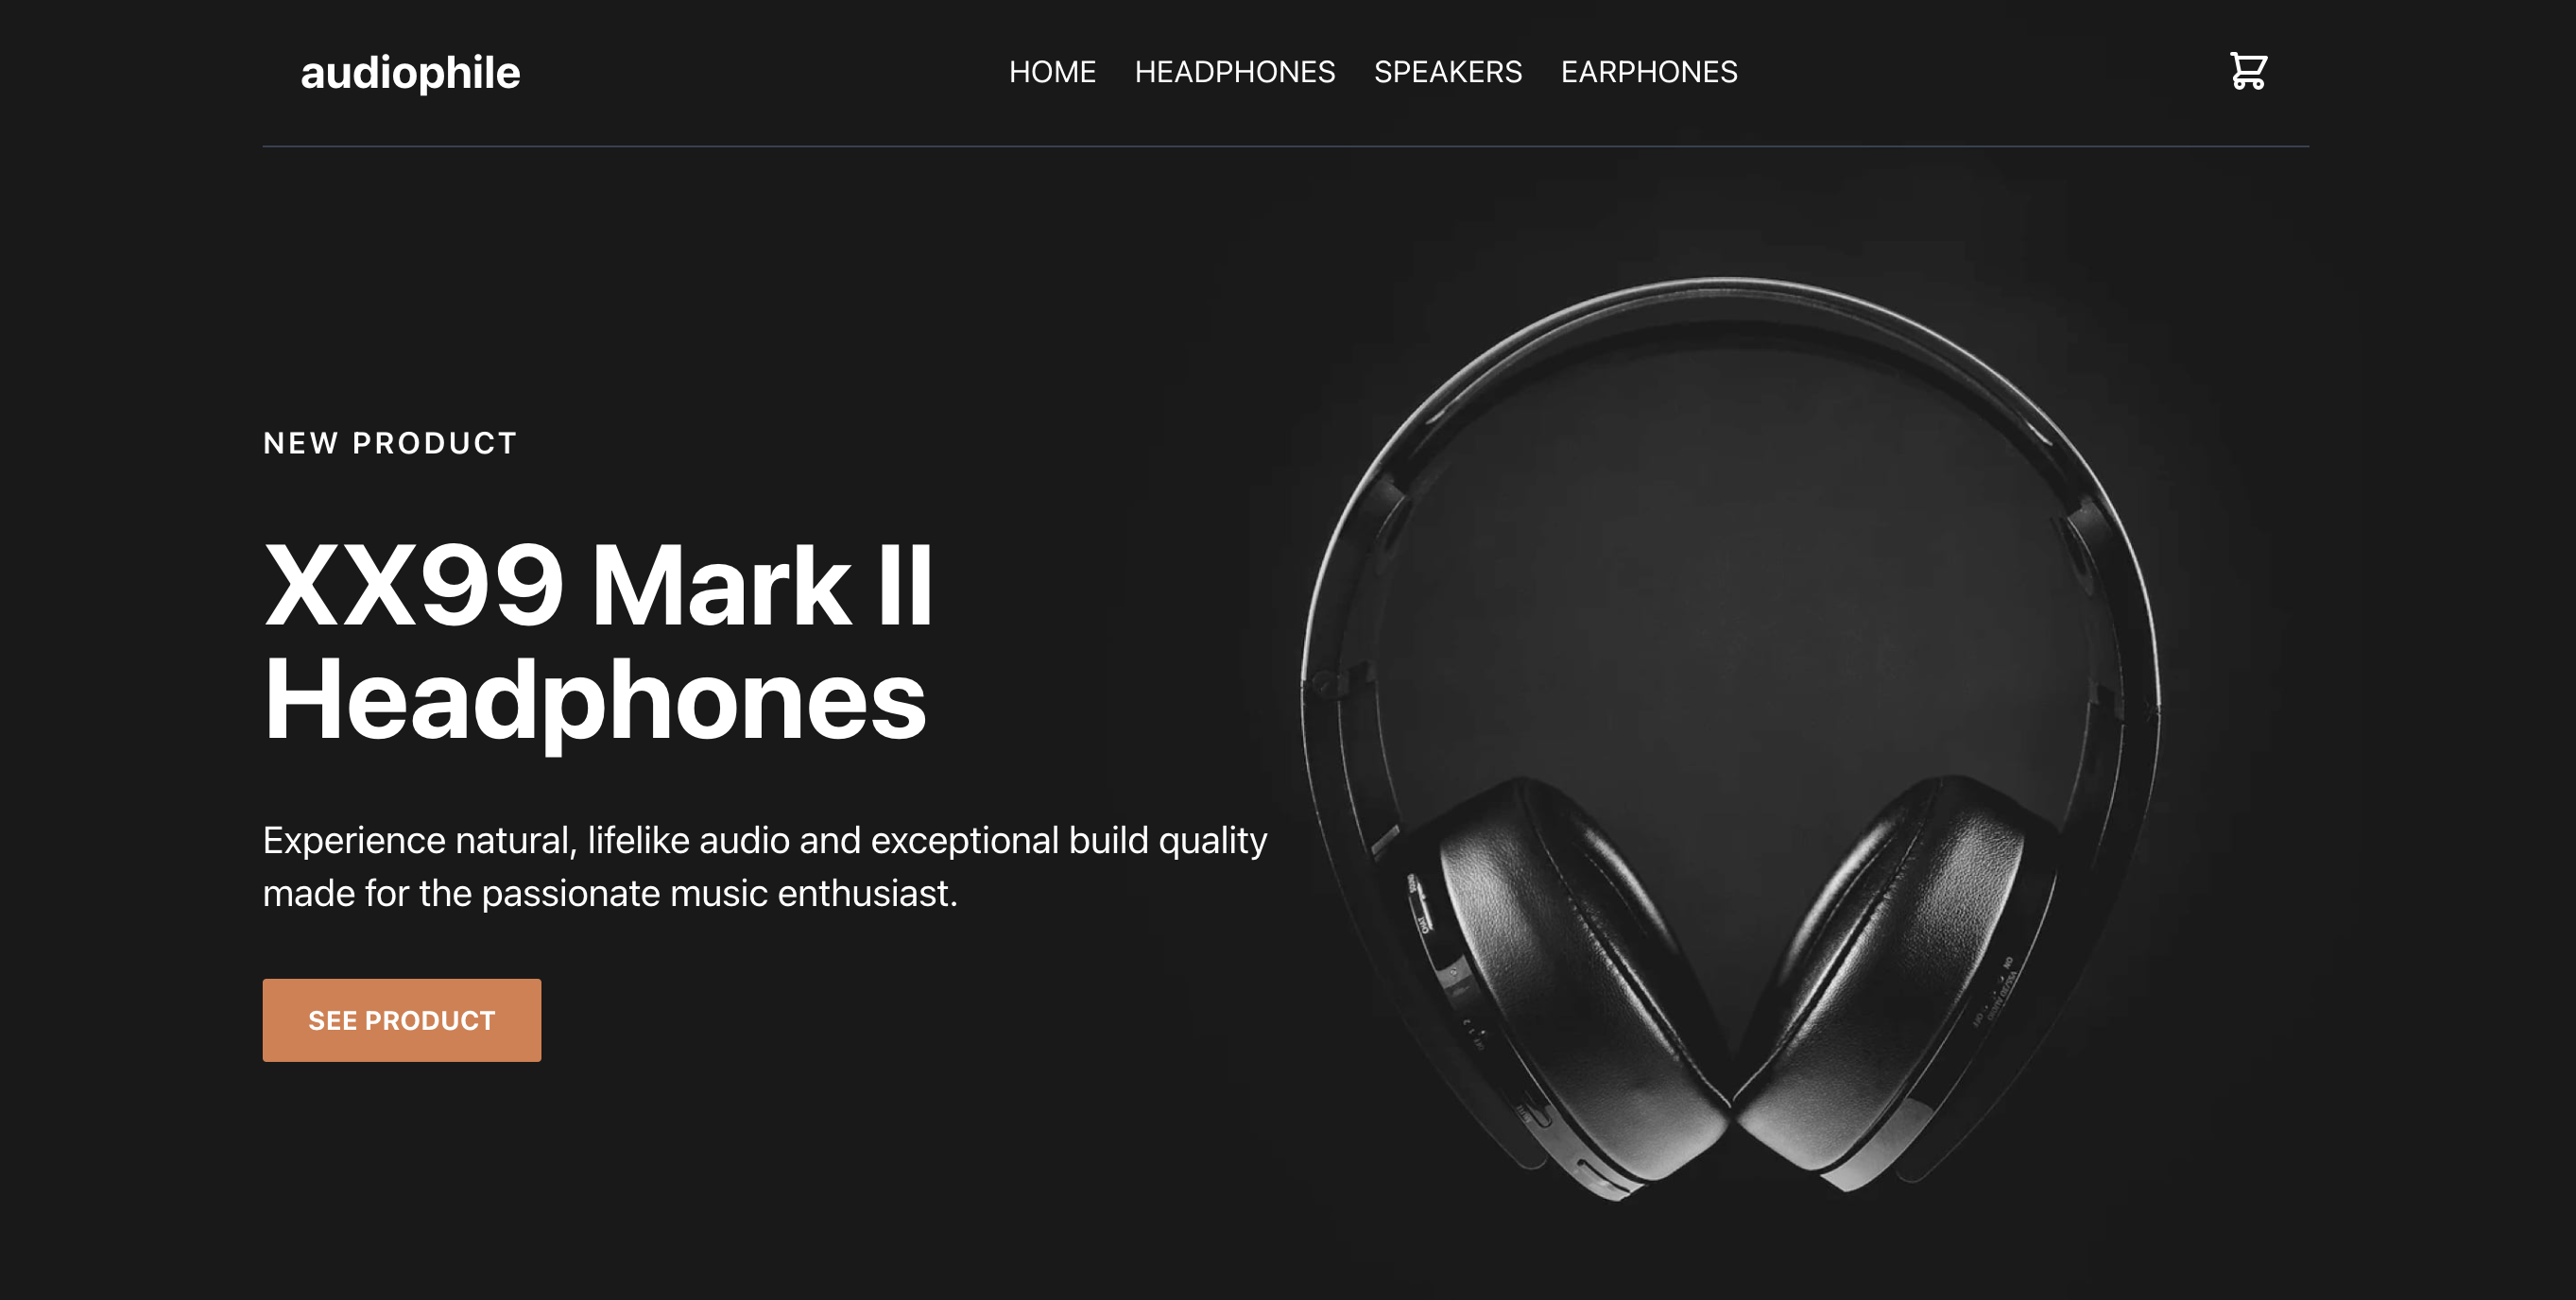 audiophile
HOME HEADPHONES SPEAKERS EARPHONES
NEW PRODUCT
XX99 Mark II
Headphones
Experience natural, lifelike audio and exceptional build quality
made for the passionate music enthusiast.
SEE PRODUCT